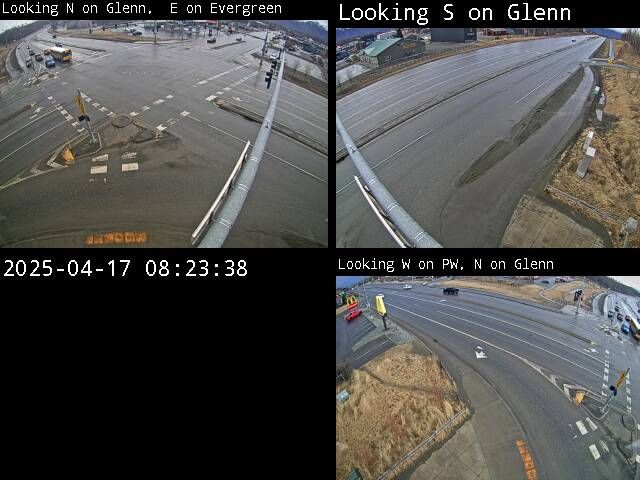 Looking N on Glenn,  E on Evergreen
Looking S on Glenn
2025-04-17 08:23:38
Looking W on PW, N on Glenn